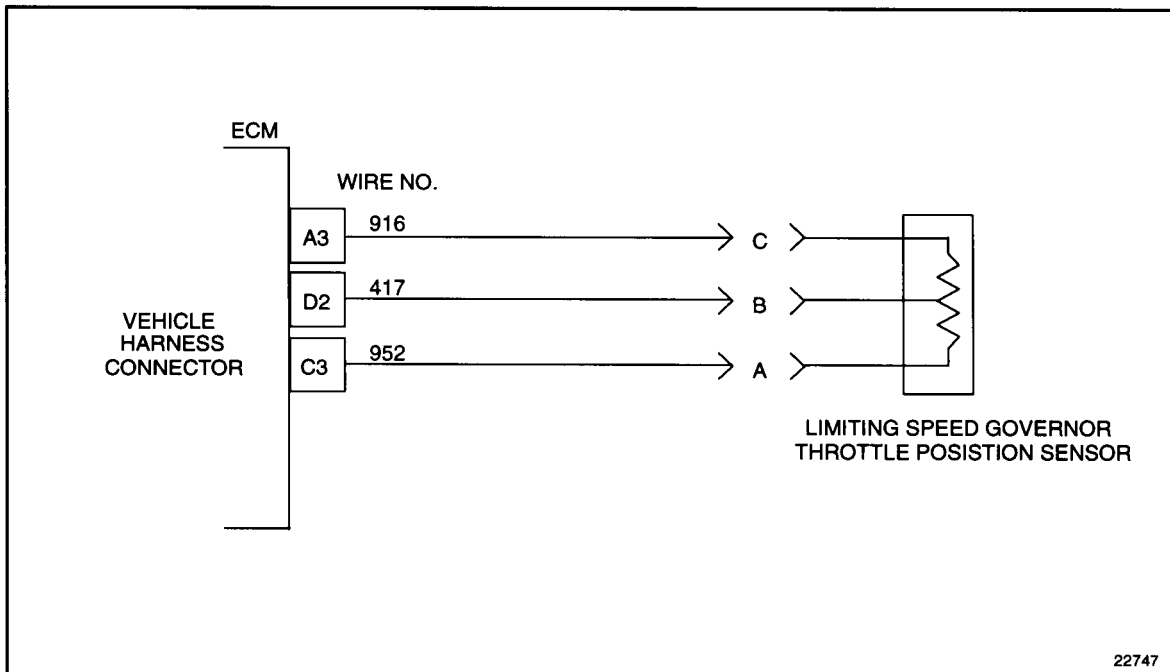 ECM
WIRE NO.
A3 916 C
D2 417 B
C3 952 A
VEHICLE
HARNESS
CONNECTOR
LIMITING SPEED GOVERNOR
THROTTLE POSISTION SENSOR
22747